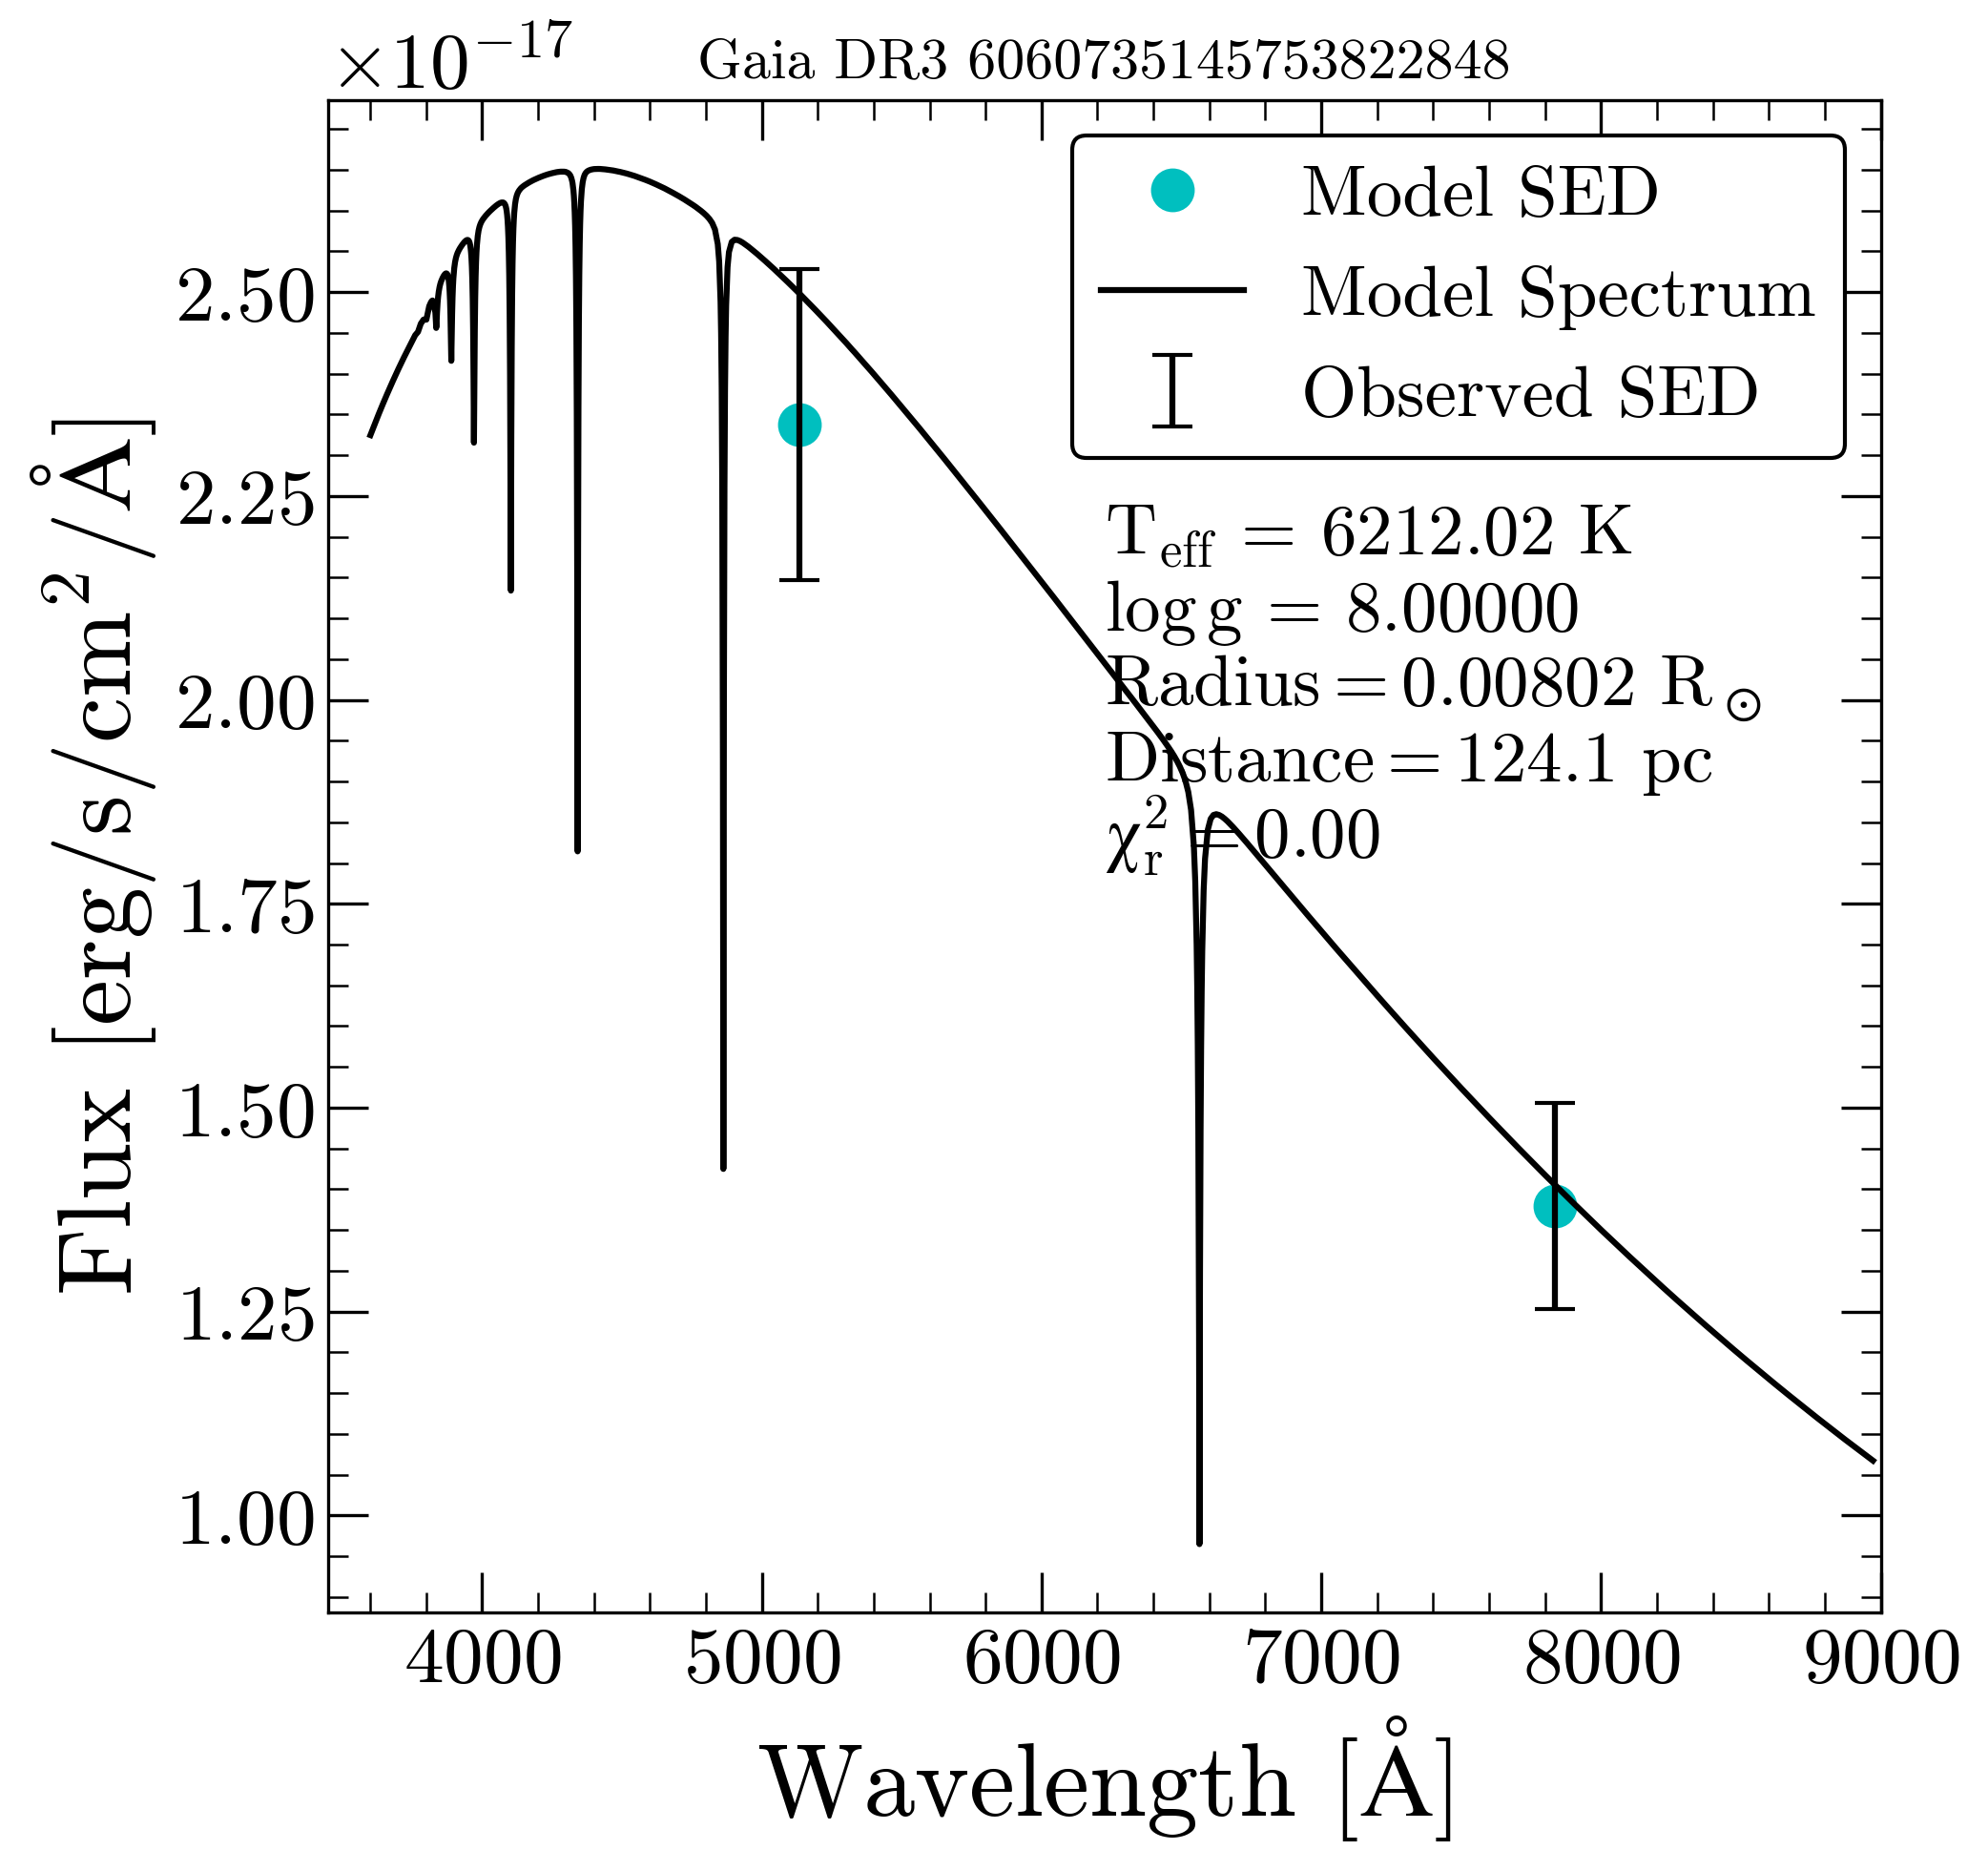 ×10⁻¹⁷
Gaia DR3 6060735145753822848
Model SED
Model Spectrum
Observed SED
T_eff = 6212.02 K
log g = 8.00000
Radius = 0.00802 R_⊙
Distance = 124.1 pc
χ²_r = 0.00
Flux [erg/s/cm²/Å]
2.50
2.25
2.00
1.75
1.50
1.25
1.00
4000 5000 6000 7000 8000 9000
Wavelength [Å]